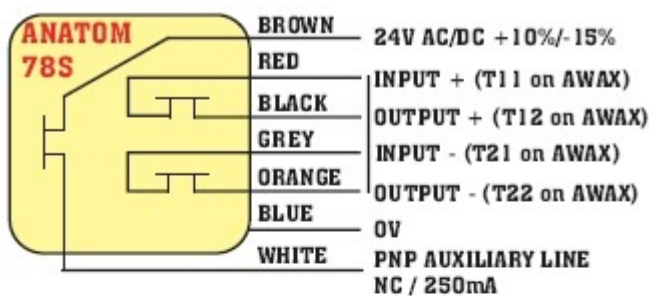 ANATOM
78S
BROWN 24V AC/DC +10%/-15%
RED INPUT + (T11 on AWAX)
BLACK OUTPUT + (T12 on AWAX)
GREY INPUT - (T21 on AWAX)
ORANGE OUTPUT - (T22 on AWAX)
BLUE 0V
WHITE PNP AUXILIARY LINE
NC / 250mA